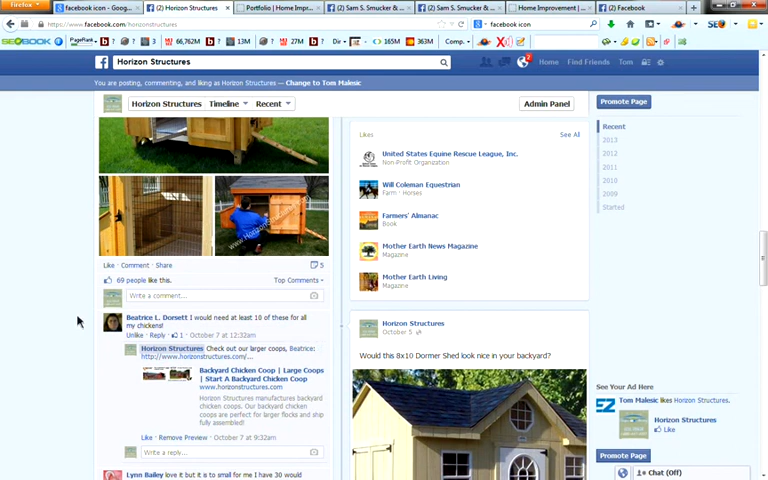 Firefox
facebook icon - Goog...
(2) Horizon Structures
Portfolio | Home Impr...
(2) Sam S. Smucker & ...
(2) Sam S. Smucker & ...
Home Improvement | ...
(2) Facebook
https://www.facebook.com/horizonstructures
facebook icon
SEOBOOK
PageRank
3
66,762M
13M
27M
Dir
165M
363M
Comp.
Links
SEO
Horizon Structures
2
Home
Find Friends
Tom
You are posting, commenting, and liking as Horizon Structures — Change to Tom Malesic
Horizon Structures
Timeline
Recent
Admin Panel
Promote Page
Recent
2013
2012
2011
2010
2009
Started
www.HorizonStructures.com
Like · Comment · Share
5
69 people like this.
Top Comments
Write a comment...
Beatrice L. Dorsett I would need at least 10 of these for all
my chickens!
Unlike · Reply · 1 · October 7 at 12:32am
Horizon Structures Check out our larger coops, Beatrice:
http://www.horizonstructures.com/...
Backyard Chicken Coop | Large Coops
| Start A Backyard Chicken Coop
www.horizonstructures.com
Horizon Structures manufactures backyard
chicken coops. Our backyard chicken
coops are perfect for larger flocks and ship
fully assembled!
Like · Remove Preview · October 7 at 9:32am
Write a reply...
Lynn Bailey love it but it is to small for me I have 30 would
Likes
See All
United States Equine Rescue League, Inc.
Non-Profit Organization
Will Coleman Equestrian
Farm · Horses
Farmers' Almanac
Book
Mother Earth News Magazine
Magazine
Mother Earth Living
Magazine
Horizon Structures
October 5
Would this 8x10 Dormer Shed look nice in your backyard?
See Your Ad Here
Tom Malesic likes Horizon Structures.
EZ
Horizon Structures
Like
Promote Page
Chat (Off)